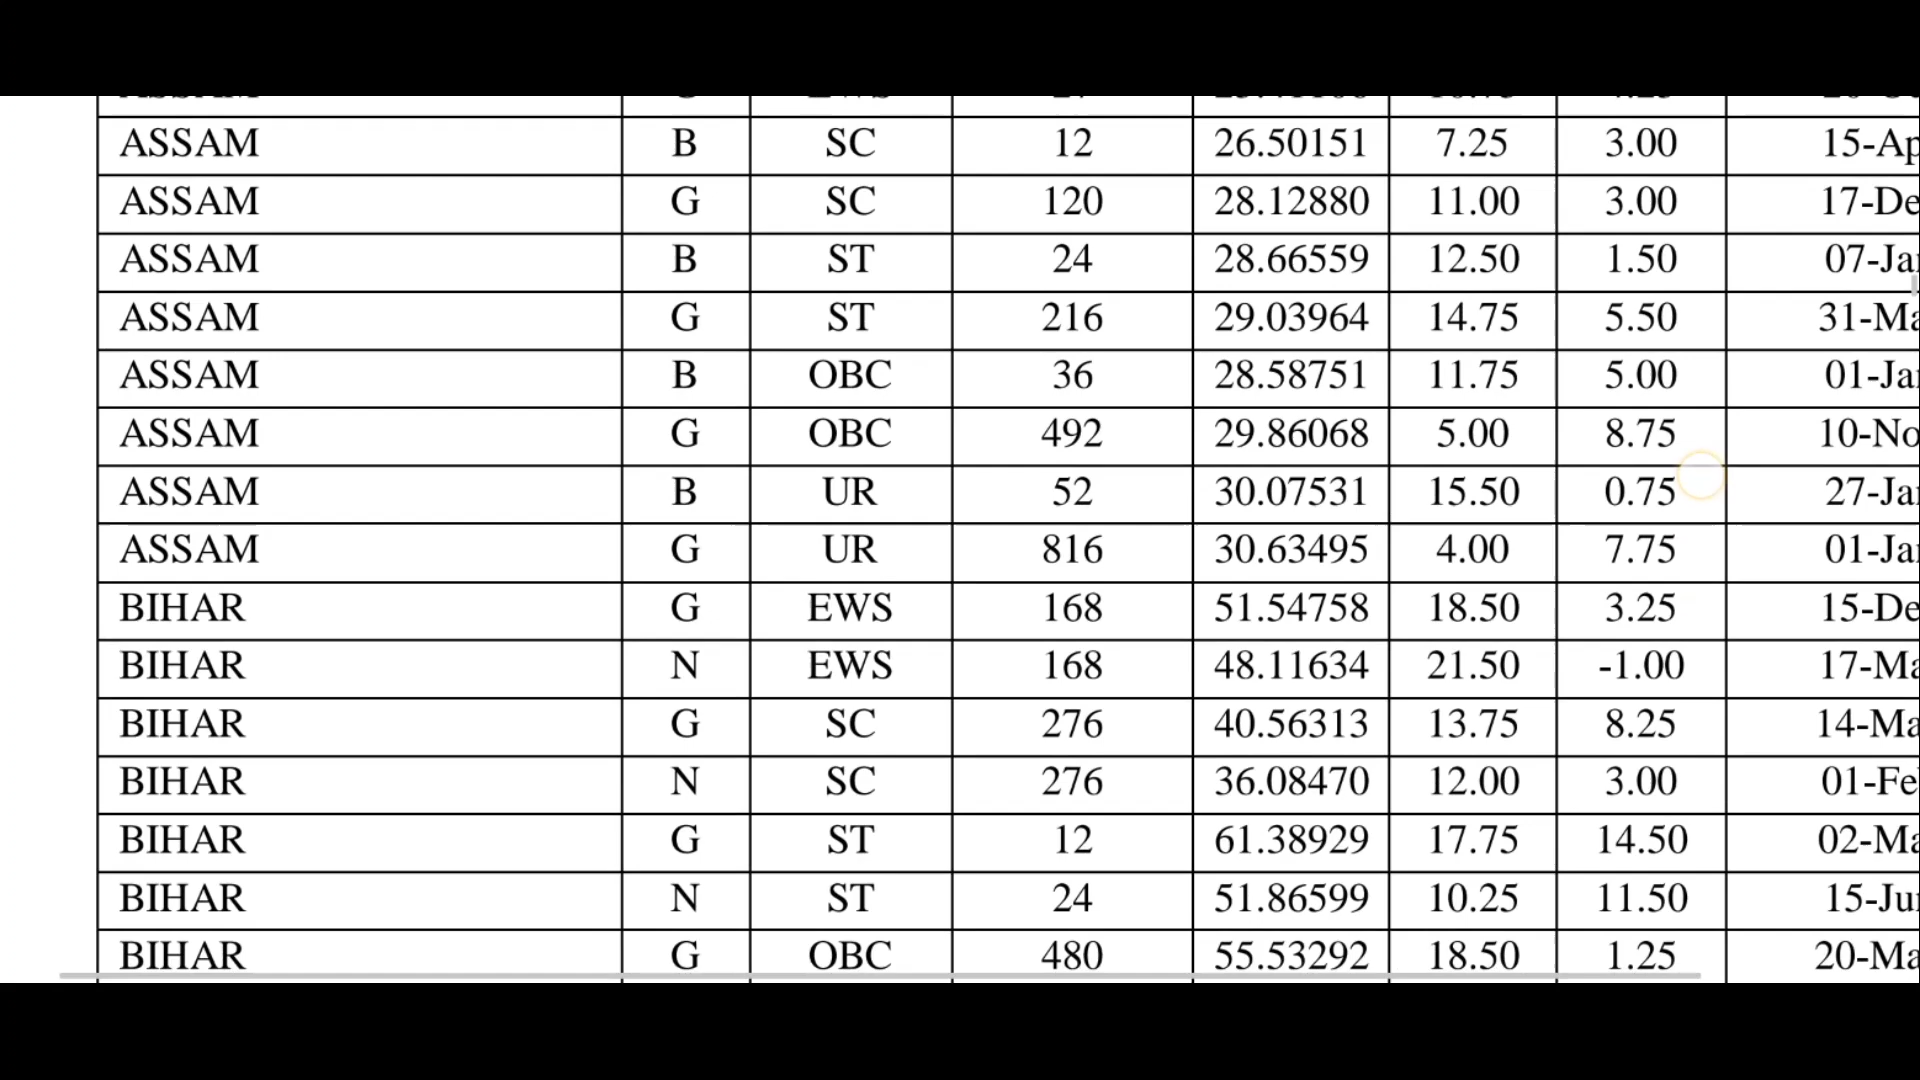 ASSAM B SC 12 26.50151 7.25 3.00 15-Ap
ASSAM G SC 120 28.12880 11.00 3.00 17-De
ASSAM B ST 24 28.66559 12.50 1.50 07-Ja
ASSAM G ST 216 29.03964 14.75 5.50 31-Ma
ASSAM B OBC 36 28.58751 11.75 5.00 01-Ja
ASSAM G OBC 492 29.86068 5.00 8.75 10-No
ASSAM B UR 52 30.07531 15.50 0.75 27-Ja
ASSAM G UR 816 30.63495 4.00 7.75 01-Ja
BIHAR G EWS 168 51.54758 18.50 3.25 15-De
BIHAR N EWS 168 48.11634 21.50 -1.00 17-Ma
BIHAR G SC 276 40.56313 13.75 8.25 14-Ma
BIHAR N SC 276 36.08470 12.00 3.00 01-Fe
BIHAR G ST 12 61.38929 17.75 14.50 02-Ma
BIHAR N ST 24 51.86599 10.25 11.50 15-Ju
BIHAR G OBC 480 55.53292 18.50 1.25 20-Ma